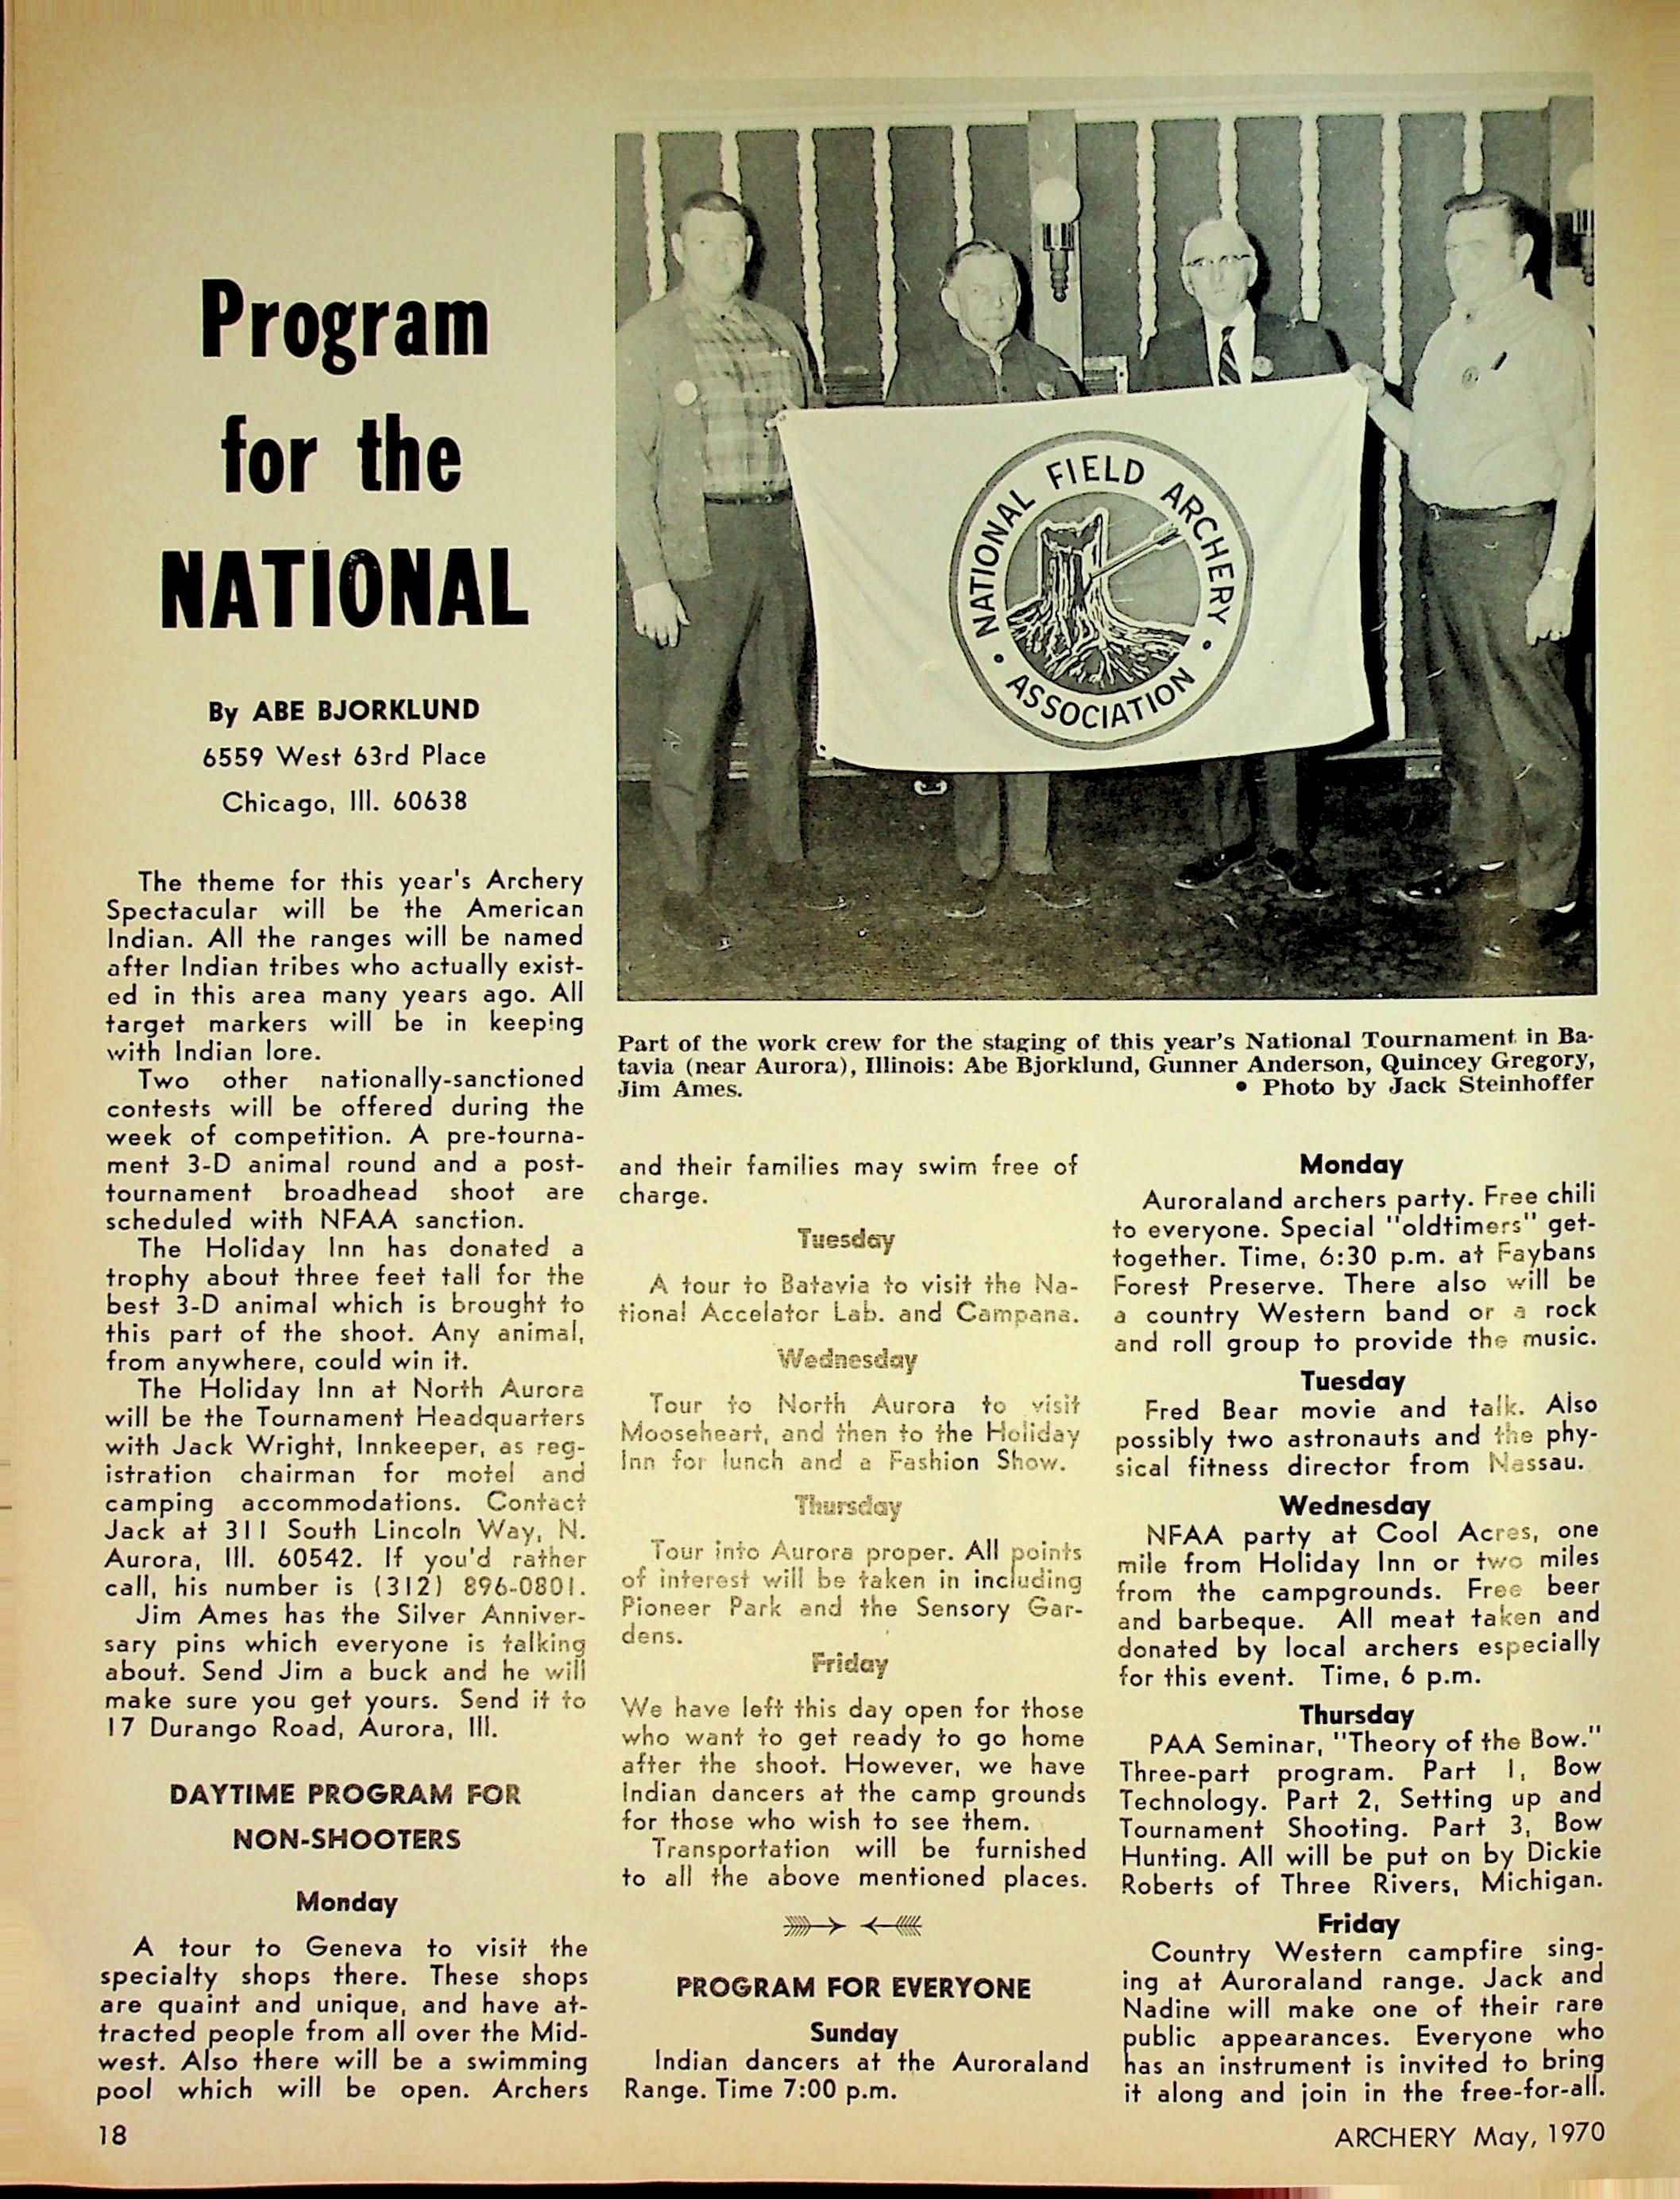 Program
for the
NATIONAL
By ABE BJORKLUND
6559 West 63rd Place
Chicago, Ill. 60638
The theme for this year's Archery
Spectacular will be the American
Indian. All the ranges will be named
after Indian tribes who actually exist-
ed in this area many years ago. All
target markers will be in keeping
with Indian lore.
Two other nationally-sanctioned
contests will be offered during the
week of competition. A pre-tourna-
ment 3-D animal round and a post-
tournament broadhead shoot are
scheduled with NFAA sanction.
The Holiday Inn has donated a
trophy about three feet tall for the
best 3-D animal which is brought to
this part of the shoot. Any animal,
from anywhere, could win it.
The Holiday Inn at North Aurora
will be the Tournament Headquarters
with Jack Wright, Innkeeper, as reg-
istration chairman for motel and
camping accommodations. Contact
Jack at 311 South Lincoln Way, N.
Aurora, Ill. 60542. If you'd rather
call, his number is (312) 896-0801.
Jim Ames has the Silver Anniver-
sary pins which everyone is talking
about. Send Jim a buck and he will
make sure you get yours. Send it to
17 Durango Road, Aurora, Ill.
DAYTIME PROGRAM FOR
NON-SHOOTERS
Monday
A tour to Geneva to visit the
specialty shops there. These shops
are quaint and unique, and have at-
tracted people from all over the Mid-
west. Also there will be a swimming
pool which will be open. Archers
NATIONAL FIELD ARCHERY
• ASSOCIATION •
Part of the work crew for the staging of this year's National Tournament in Ba-
tavia (near Aurora), Illinois: Abe Bjorklund, Gunner Anderson, Quincey Gregory,
Jim Ames. • Photo by Jack Steinhoffer
and their families may swim free of
charge.
Tuesday
A tour to Batavia to visit the Na-
tional Accelator Lab. and Campana.
Wednesday
Tour to North Aurora to visit
Mooseheart, and then to the Holiday
Inn for lunch and a Fashion Show.
Thursday
Tour into Aurora proper. All points
of interest will be taken in including
Pioneer Park and the Sensory Gar-
dens.
Friday
We have left this day open for those
who want to get ready to go home
after the shoot. However, we have
Indian dancers at the camp grounds
for those who wish to see them.
Transportation will be furnished
to all the above mentioned places.
PROGRAM FOR EVERYONE
Sunday
Indian dancers at the Auroraland
Range. Time 7:00 p.m.
Monday
Auroraland archers party. Free chili
to everyone. Special "oldtimers" get-
together. Time, 6:30 p.m. at Faybans
Forest Preserve. There also will be
a country Western band or a rock
and roll group to provide the music.
Tuesday
Fred Bear movie and talk. Also
possibly two astronauts and the phy-
sical fitness director from Nassau.
Wednesday
NFAA party at Cool Acres, one
mile from Holiday Inn or two miles
from the campgrounds. Free beer
and barbeque. All meat taken and
donated by local archers especially
for this event. Time, 6 p.m.
Thursday
PAA Seminar, "Theory of the Bow."
Three-part program. Part 1, Bow
Technology. Part 2, Setting up and
Tournament Shooting. Part 3, Bow
Hunting. All will be put on by Dickie
Roberts of Three Rivers, Michigan.
Friday
Country Western campfire sing-
ing at Auroraland range. Jack and
Nadine will make one of their rare
public appearances. Everyone who
has an instrument is invited to bring
it along and join in the free-for-all.
18
ARCHERY May, 1970